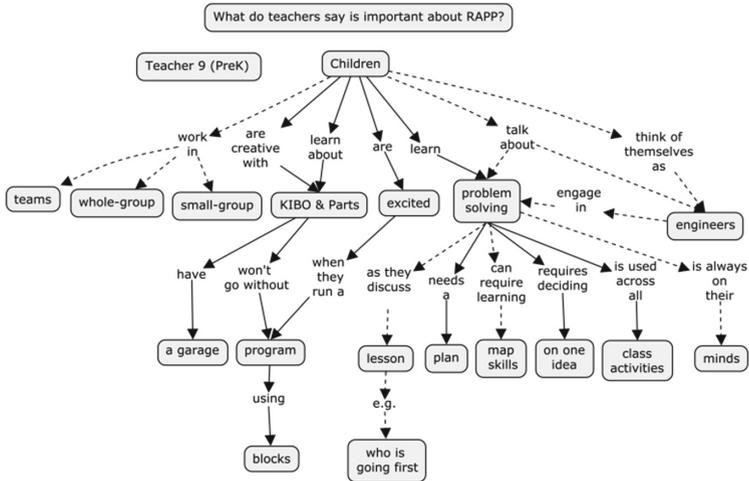 What do teachers say is important about RAPP?
Teacher 9 (PreK)
Children
work
in
are
creative
with
learn
about
are
learn
talk
about
think of
themselves
as
teams
whole-group
small-group
KIBO & Parts
excited
problem
solving
engage
in
engineers
have
won't
go without
when
they
run a
as they
discuss
needs
a
can
require
learning
requires
deciding
is used
across
all
is always
on
their
a garage
program
lesson
plan
map
skills
on one
idea
class
activities
minds
using
e.g.
blocks
who is
going first